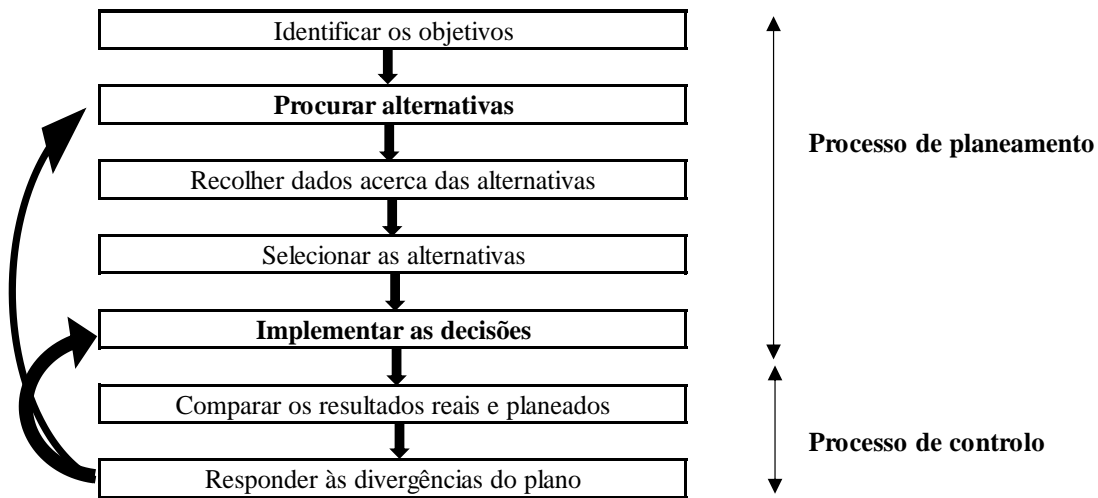 Identificar os objetivos
Procurar alternativas
Recolher dados acerca das alternativas
Selecionar as alternativas
Implementar as decisões
Comparar os resultados reais e planeados
Responder às divergências do plano
Processo de planeamento
Processo de controlo